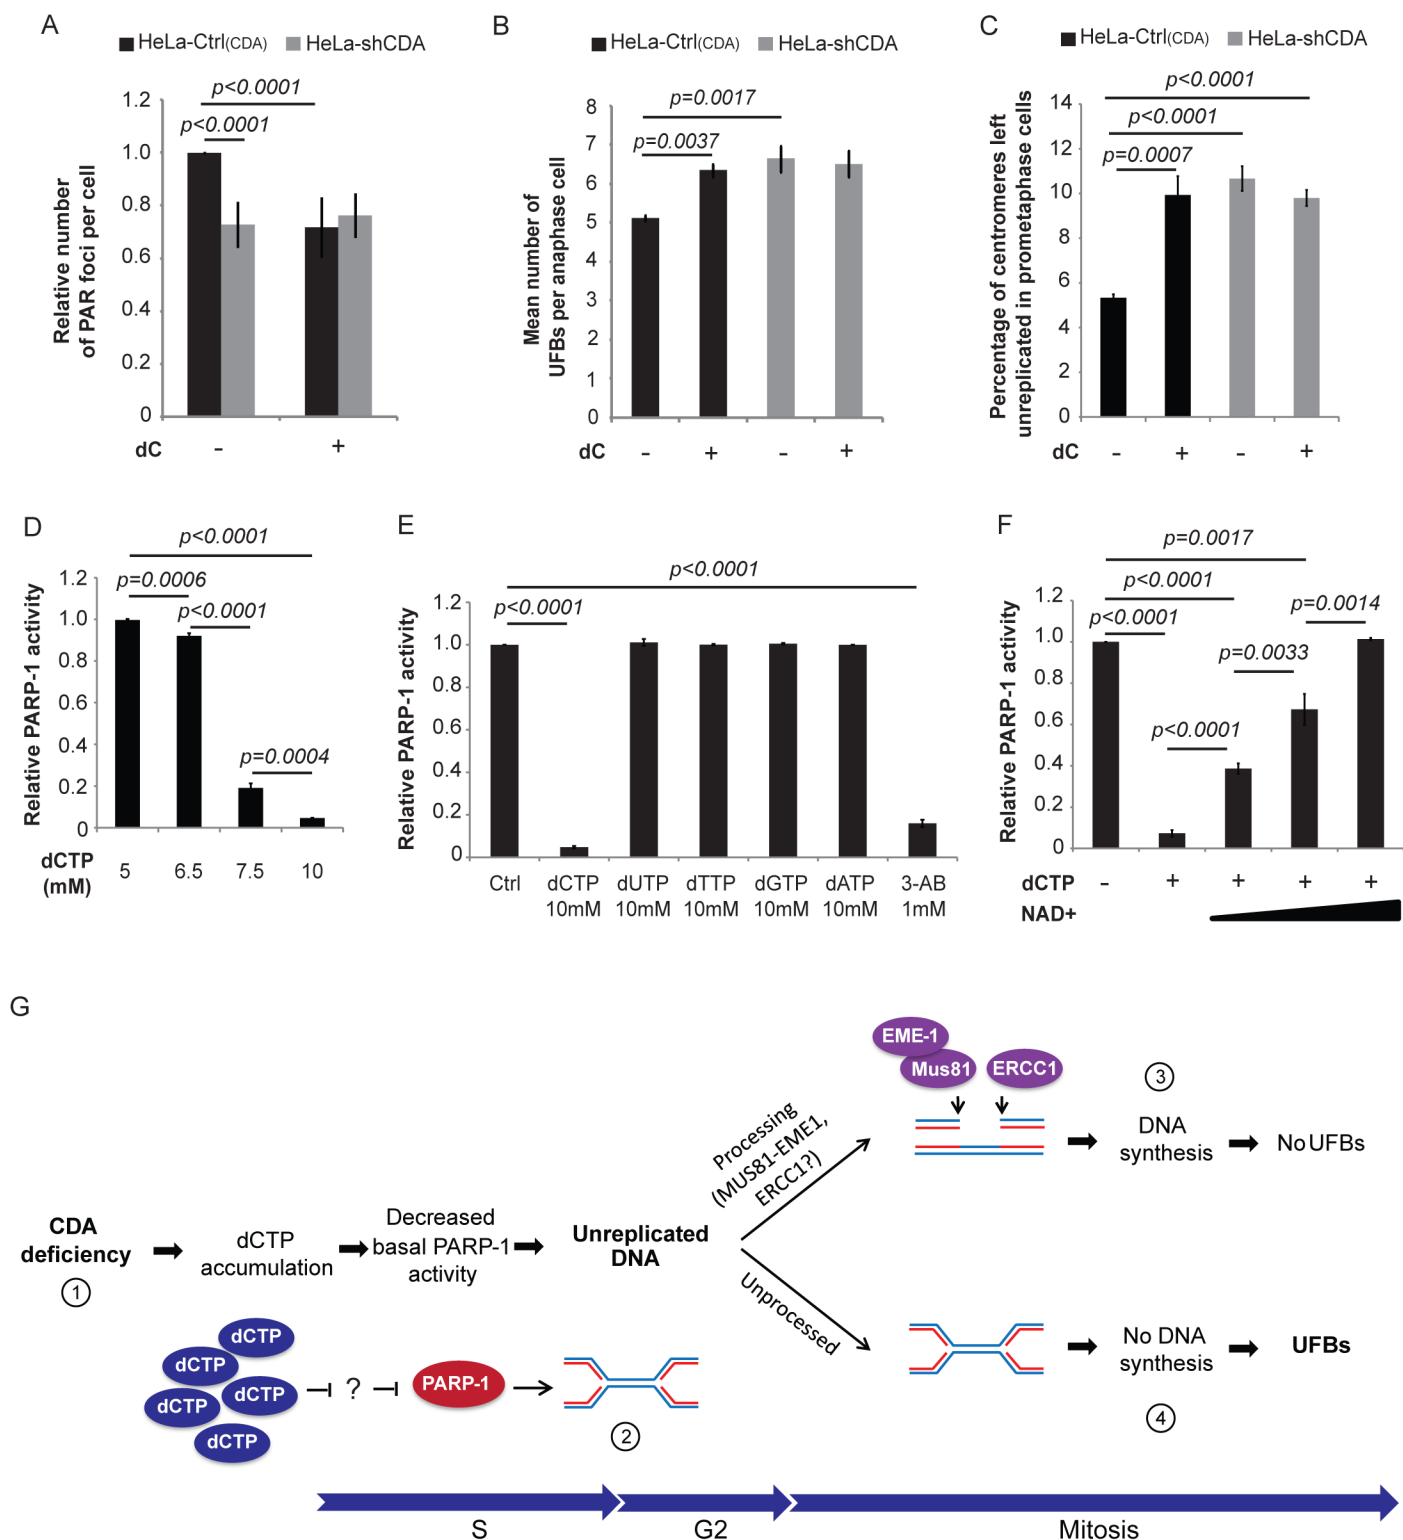 A
HeLa-Ctrl(CDA) HeLa-shCDA
p<0.0001
p<0.0001
1.2
1
0.8
0.6
0.4
0.2
0
Relative number
of PAR foci per cell
dC - +
B
HeLa-Ctrl(CDA) HeLa-shCDA
p=0.0017
p=0.0037
8
7
6
5
4
3
2
1
0
Mean number of
UFBs per anaphase cell
dC - + - +
C
HeLa-Ctrl(CDA) HeLa-shCDA
p<0.0001
p<0.0001
p=0.0007
14
12
10
8
6
4
2
0
Percentage of centromeres left
unreplicated in prometaphase cells
dC - + - +
D
p<0.0001
p=0.0006
p<0.0001
p=0.0004
1.2
1.0
0.8
0.6
0.4
0.2
0
Relative PARP-1 activity
dCTP
(mM) 5 6.5 7.5 10
E
p<0.0001
p<0.0001
1.2
1.0
0.8
0.6
0.4
0.2
0
Relative PARP-1 activity
Ctrl dCTP dUTP dTTP dGTP dATP 3-AB
10mM 10mM 10mM 10mM 10mM 1mM
F
p=0.0017
p<0.0001
p<0.0001
p=0.0014
p=0.0033
p<0.0001
1.2
1.0
0.8
0.6
0.4
0.2
0
Relative PARP-1 activity
dCTP - + + + +
NAD+
G
EME-1
Mus81 ERCC1
Processing
(MUS81-EME1,
ERCC1?)
3
DNA
synthesis
No UFBs
CDA
deficiency
1
dCTP
accumulation
Decreased
basal PARP-1
activity
Unreplicated
DNA
Unprocessed
No DNA
synthesis
UFBs
4
dCTP
dCTP
dCTP
dCTP
dCTP
?
PARP-1
2
S G2 Mitosis